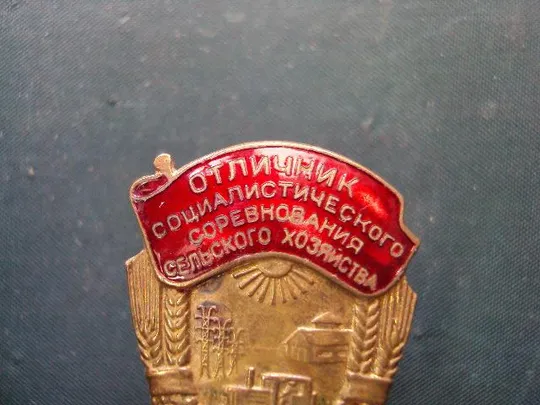 ОТЛИЧНИК
СОЦИАЛИСТИЧЕСКОГО
СОРЕВНОВАНИЯ
СЕЛЬСКОГО ХОЗЯЙСТВА